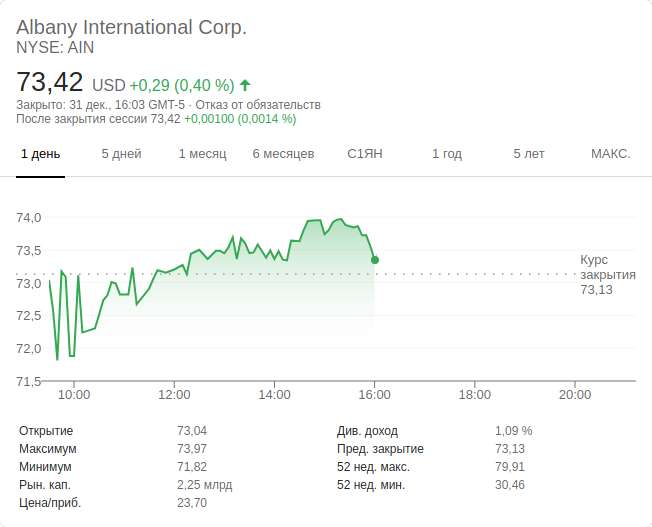 Albany International Corp.
NYSE: AIN
73,42 USD +0,29 (0,40 %)
Закрыто: 31 дек., 16:03 GMT-5 · Отказ от обязательств
После закрытия сессии 73,42 +0,00100 (0,0014 %)
1 день 5 дней 1 месяц 6 месяцев С1ЯН 1 год 5 лет МАКС.
74,0
73,5
Курс
закрытия
73,13
73,0
72,5
72,0
71,5
10:00 12:00 14:00 16:00 18:00 20:00
Открытие 73,04 Див. доход 1,09 %
Максимум 73,97 Пред. закрытие 73,13
Минимум 71,82 52 нед. макс. 79,91
Рын. кап. 2,25 млрд 52 нед. мин. 30,46
Цена/приб. 23,70